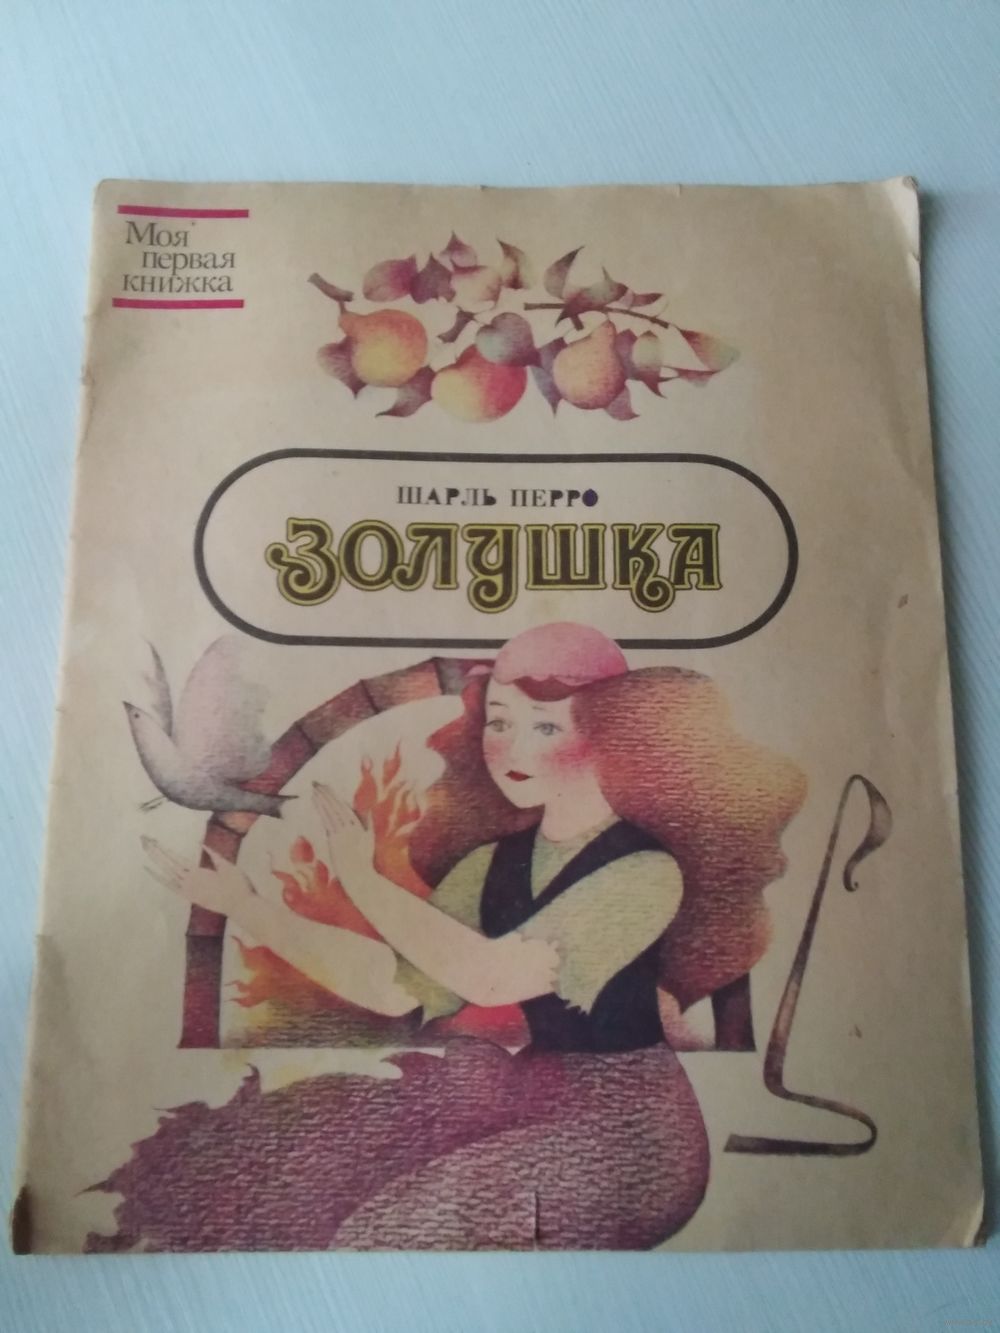 Моя
первая
книжка
ШАРЛЬ ПЕРРО
ЗОЛУШКА